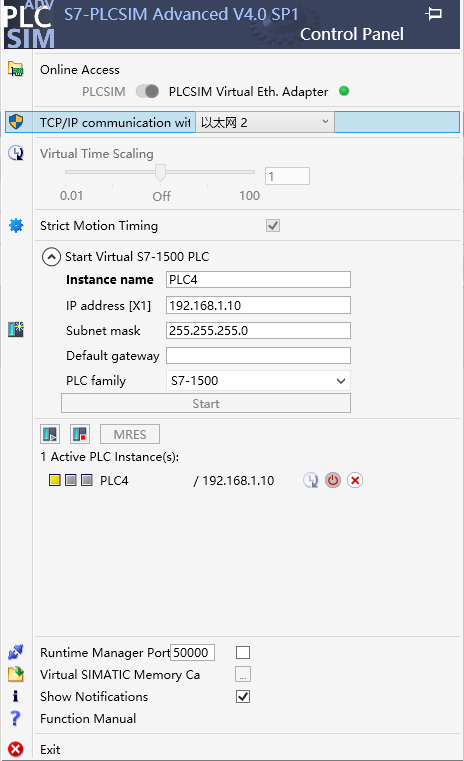 ADV
PLC
SIM
S7-PLCSIM Advanced V4.0 SP1
Control Panel
Online Access
PLCSIM PLCSIM Virtual Eth. Adapter
TCP/IP communication wit 以太网 2
Virtual Time Scaling
1
0.01 Off 100
Strict Motion Timing
Start Virtual S7-1500 PLC
Instance name PLC4
IP address [X1] 192.168.1.10
Subnet mask 255.255.255.0
Default gateway
PLC family S7-1500
Start
MRES
1 Active PLC Instance(s):
PLC4 / 192.168.1.10
Runtime Manager Port 50000
Virtual SIMATIC Memory Ca ...
Show Notifications
Function Manual
Exit